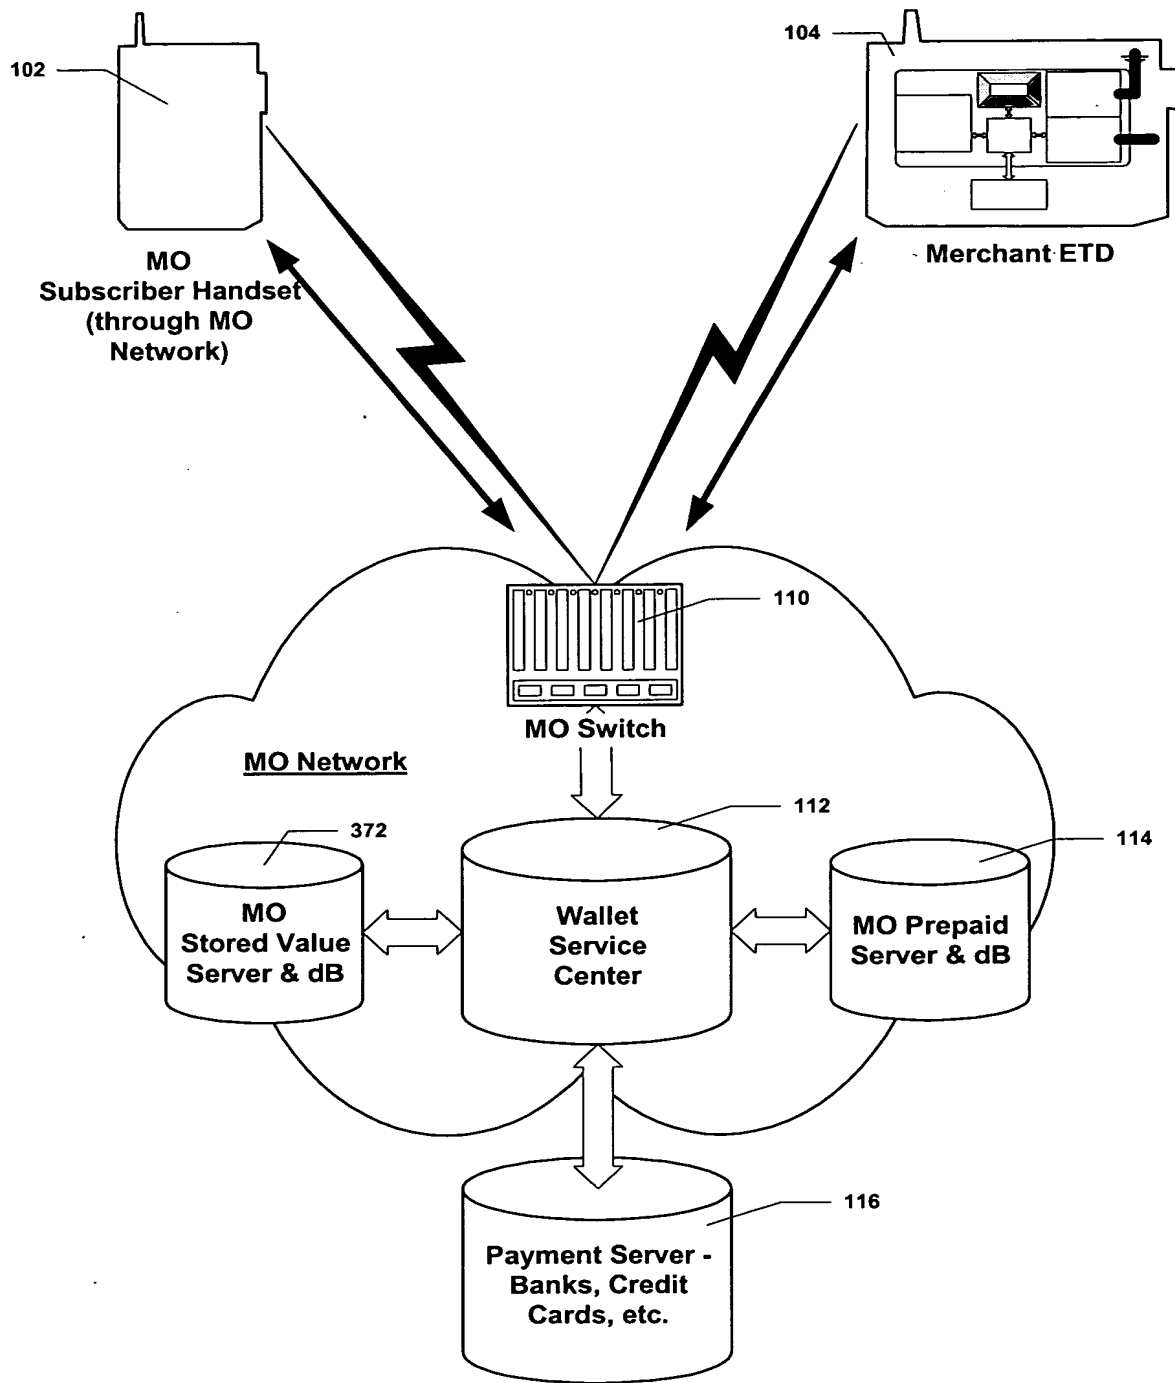 102
104
MO
Subscriber Handset
(through MO
Network)
Merchant ETD
110
MO Switch
MO Network
112
372
114
MO
Stored Value
Server & dB
Wallet
Service
Center
MO Prepaid
Server & dB
116
Payment Server -
Banks, Credit
Cards, etc.